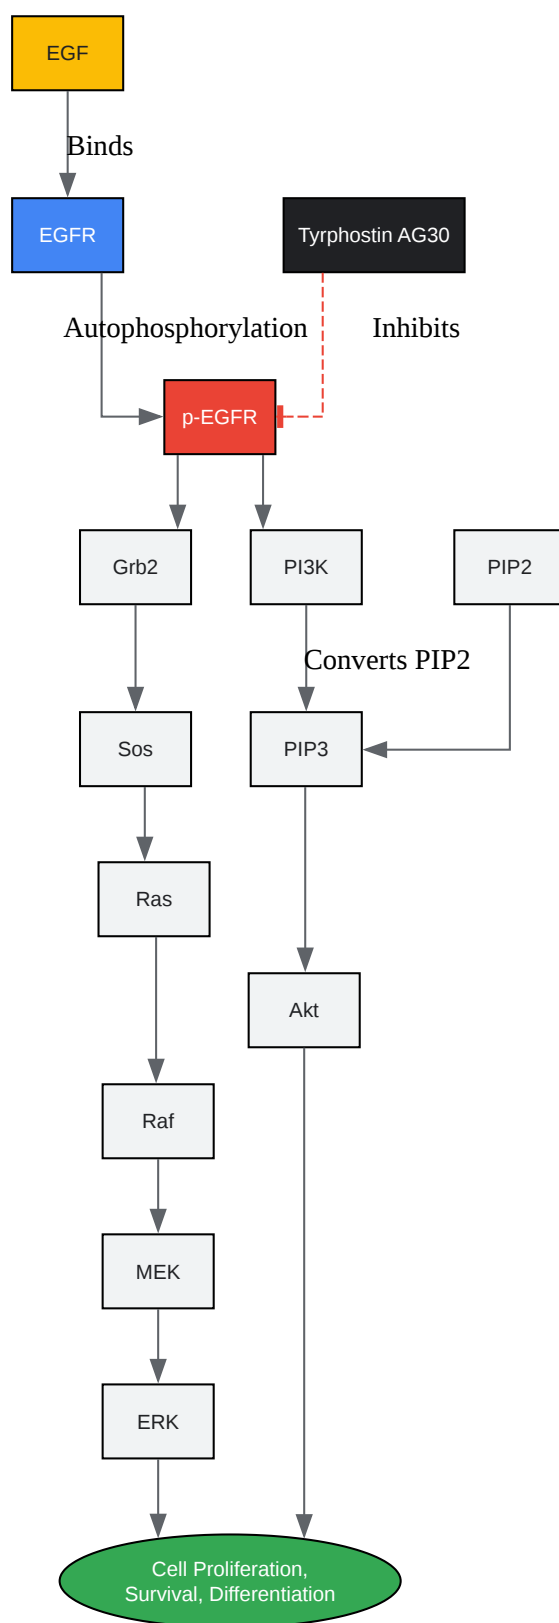 EGF
Binds
EGFR
Tyrphostin AG30
Autophosphorylation
Inhibits
p-EGFR
Grb2
PI3K
PIP2
Converts PIP2
Sos
PIP3
Ras
Akt
Raf
MEK
ERK
Cell Proliferation,
Survival, Differentiation